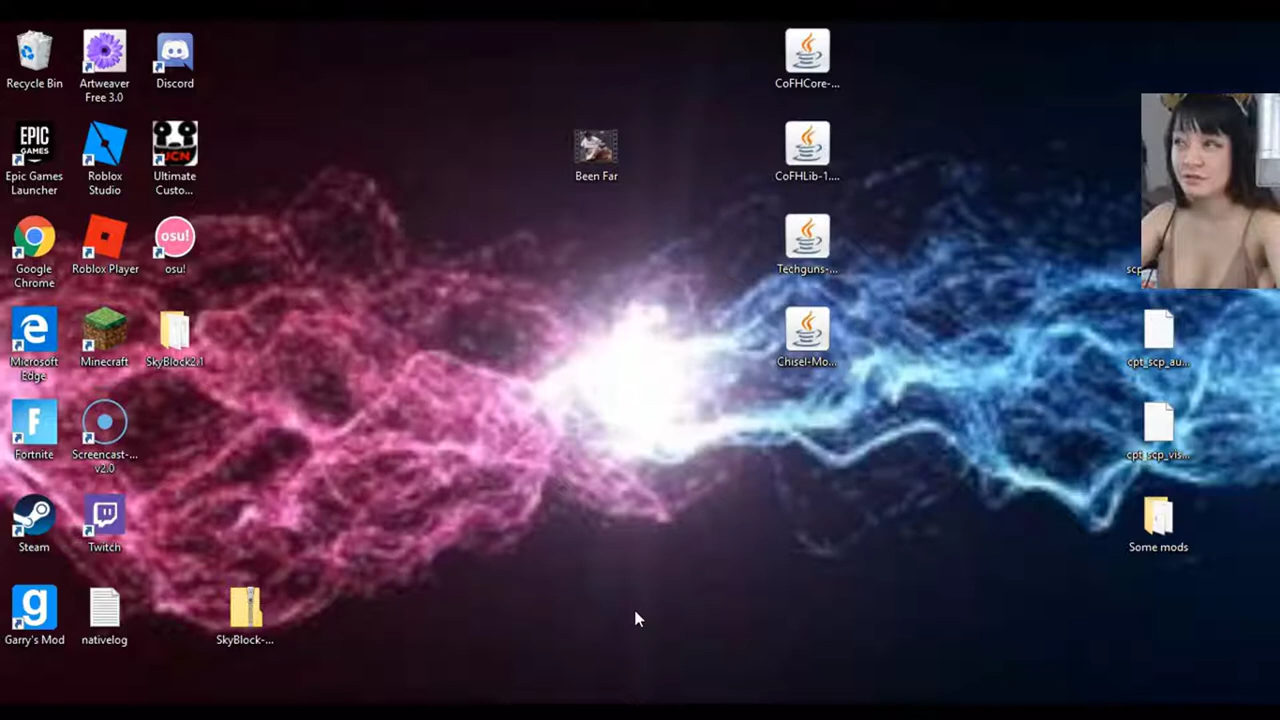 Recycle Bin
Artweaver
Free 3.0
Discord
EPIC
GAMES
Epic Games
Launcher
Roblox
Studio
UCN
Ultimate
Custo...
Google
Chrome
Roblox Player
osu!
osu!
Microsoft
Edge
Minecraft
SkyBlock2.1
Fortnite
Screencast-...
v2.0
Steam
Twitch
g
Garry's Mod
nativelog
SkyBlock-...
Been Far
CoFHCore-...
CoFHLib-1....
Techguns-...
Chisel-Mo...
scp
cpt_scp_au...
cpt_scp_vis...
Some mods